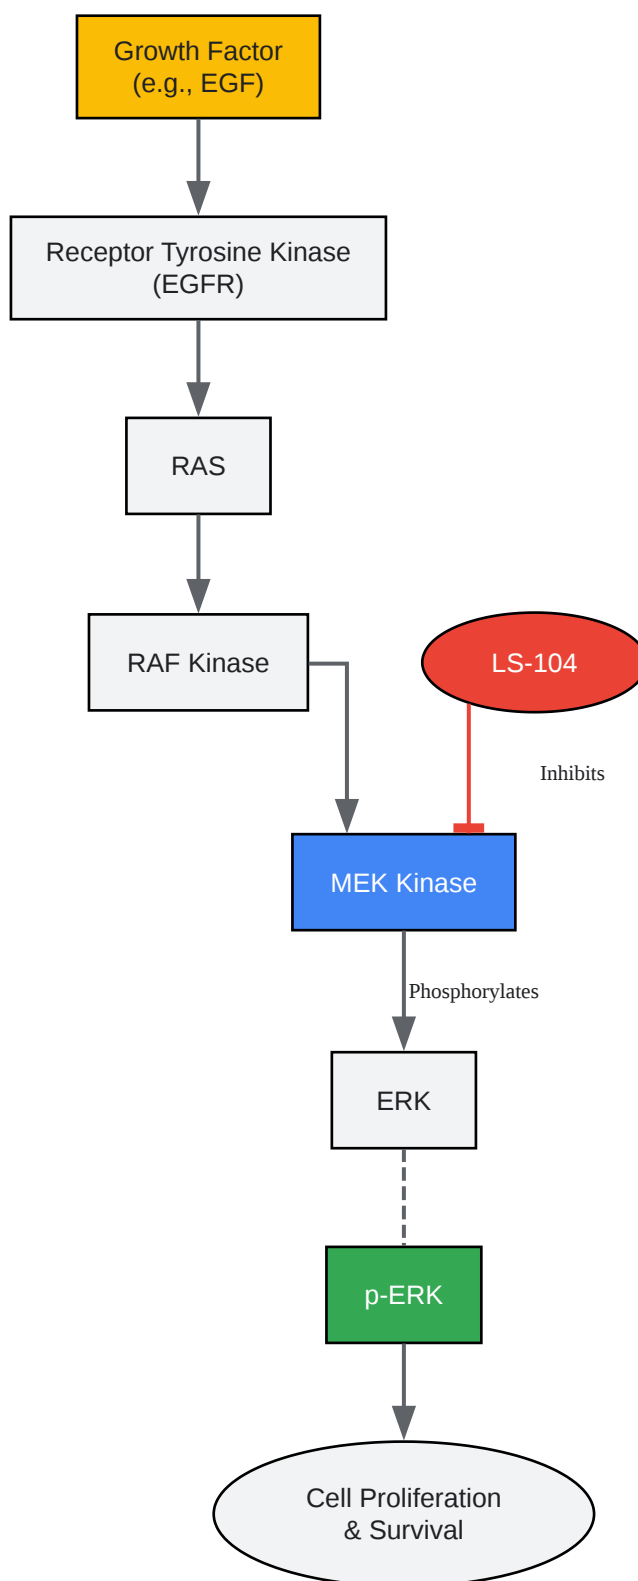 Growth Factor
(e.g., EGF)
Receptor Tyrosine Kinase
(EGFR)
RAS
RAF Kinase
LS-104
Inhibits
MEK Kinase
Phosphorylates
ERK
p-ERK
Cell Proliferation
& Survival